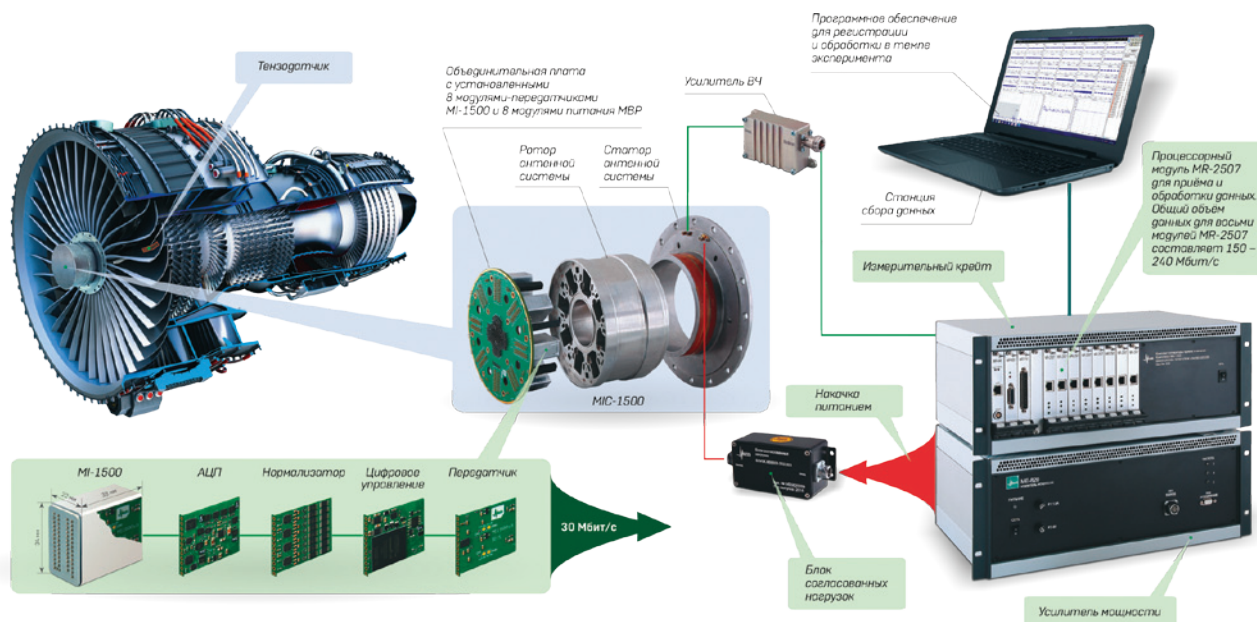 Тензодатчик
Объединительная плата
с установленными
8 модулями-передатчиками
MI-1500 и 8 модулями питания МВР
Ротор
антенной
системы
Статор
антенной
системы
MIC-1500
Усилитель ВЧ
Программное обеспечение
для регистрации
и обработки в темпе
эксперимента
Станция
сбора данных
Процессорный
модуль MR-2507
для приёма и
обработки данных.
Общий объём
данных для восьми
модулей MR-2507
составляет 150 –
240 Мбит/с
Измерительный крейт
Накачка
питанием
MI-1500
АЦП
Нормализатор
Цифровое
управление
Передатчик
30 Мбит/с
Блок
согласованных
нагрузок
Усилитель мощности